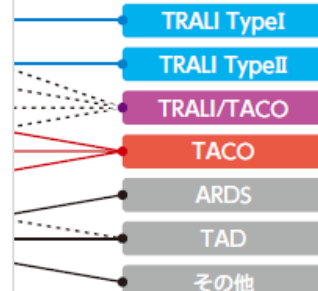 TRALI TypeⅠ
TRALI TypeⅡ
TRALI/TACO
TACO
ARDS
TAD
その他